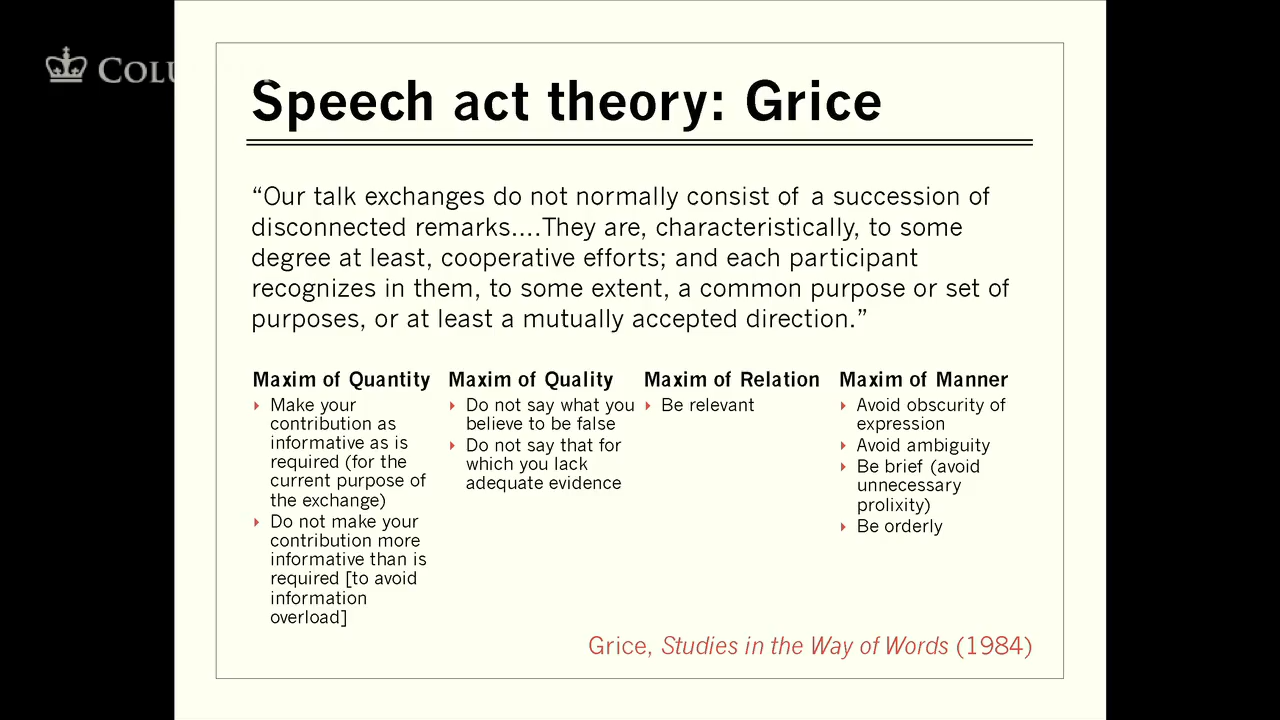 Speech act theory: Grice
“Our talk exchanges do not normally consist of a succession of
disconnected remarks....They are, characteristically, to some
degree at least, cooperative efforts; and each participant
recognizes in them, to some extent, a common purpose or set of
purposes, or at least a mutually accepted direction.”
Maxim of Quantity
Make your
contribution as
informative as is
required (for the
current purpose of
the exchange)
Do not make your
contribution more
informative than is
required [to avoid
information
overload]
Maxim of Quality
Do not say what you
believe to be false
Do not say that for
which you lack
adequate evidence
Maxim of Relation
Be relevant
Maxim of Manner
Avoid obscurity of
expression
Avoid ambiguity
Be brief (avoid
unnecessary
prolixity)
Be orderly
Grice, Studies in the Way of Words (1984)